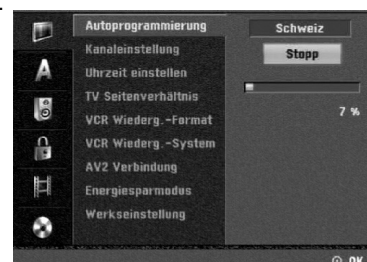 Autoprogrammierung
Kanaleinstellung
Uhrzeit einstellen
TV Seitenverhältnis
VCR Wiederg.-Format
VCR Wiederg.-System
AV2 Verbindung
Energiesparmodus
Werkseinstellung
Schweiz
Stopp
7 %
A
OK